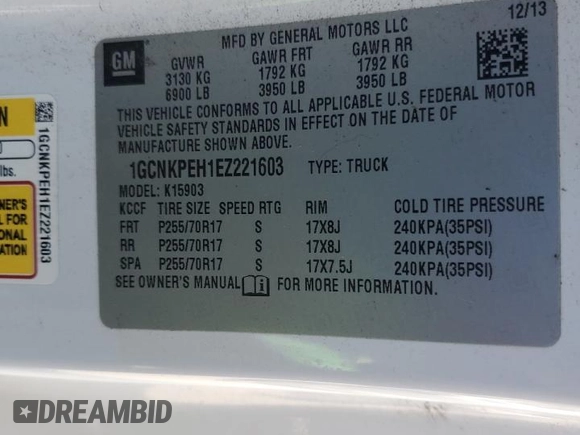 MFD BY GENERAL MOTORS LLC
12/13
GM
GVWR GAWR FRT GAWR RR
3130 KG 1792 KG 1792 KG
6900 LB 3950 LB 3950 LB
THIS VEHICLE CONFORMS TO ALL APPLICABLE U.S. FEDERAL MOTOR
VEHICLE SAFETY STANDARDS IN EFFECT ON THE DATE OF
MANUFACTURE SHOWN ABOVE.
1GCNKPEH1EZ221603 TYPE: TRUCK
MODEL: K15903
KCCF TIRE SIZE SPEED RTG RIM COLD TIRE PRESSURE
FRT P255/70R17 S 17X8J 240KPA(35PSI)
RR P255/70R17 S 17X8J 240KPA(35PSI)
SPA P255/70R17 S 17X7.5J 240KPA(35PSI)
SEE OWNER'S MANUAL FOR MORE INFORMATION.
1GCNKPEH1EZ221603
lbs.
DREAMBID